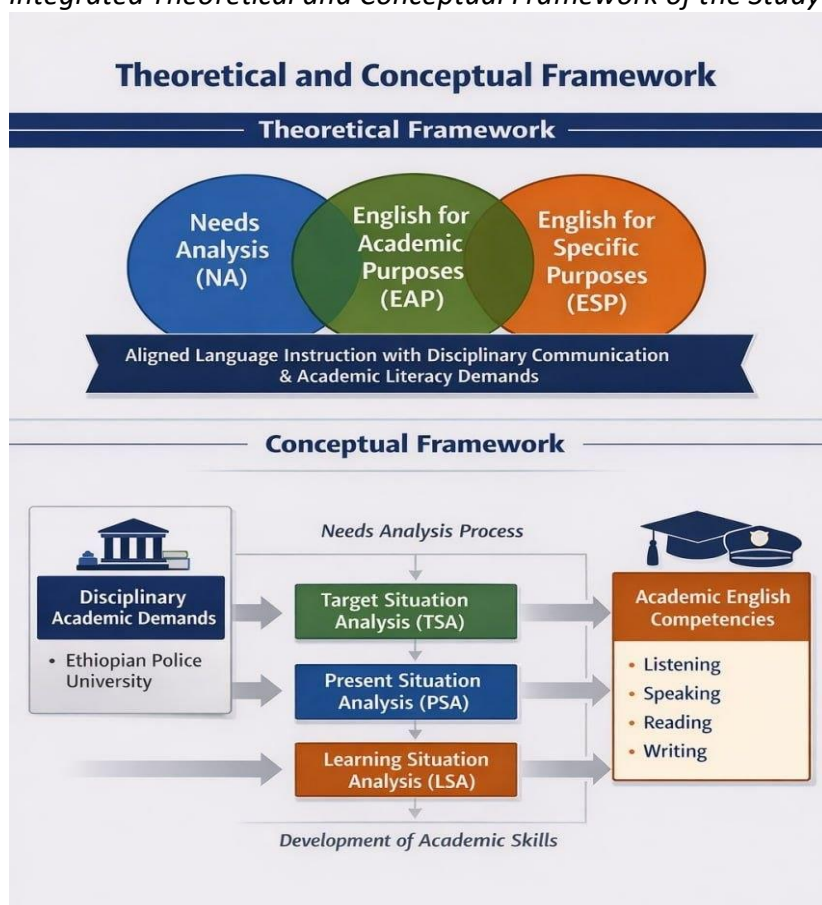 Integrated Theoretical and Conceptual Framework of the Study
Theoretical and Conceptual Framework
Theoretical Framework
Needs
Analysis
(NA)
English for
Academic
Purposes
(EAP)
English for
Specific
Purposes
(ESP)
Aligned Language Instruction with Disciplinary Communication
& Academic Literacy Demands
Conceptual Framework
Disciplinary
Academic Demands
• Ethiopian Police
University
Needs Analysis Process
Target Situation
Analysis (TSA)
Present Situation
Analysis (PSA)
Learning Situation
Analysis (LSA)
Development of Academic Skills
Academic English
Competencies
• Listening
• Speaking
• Reading
• Writing